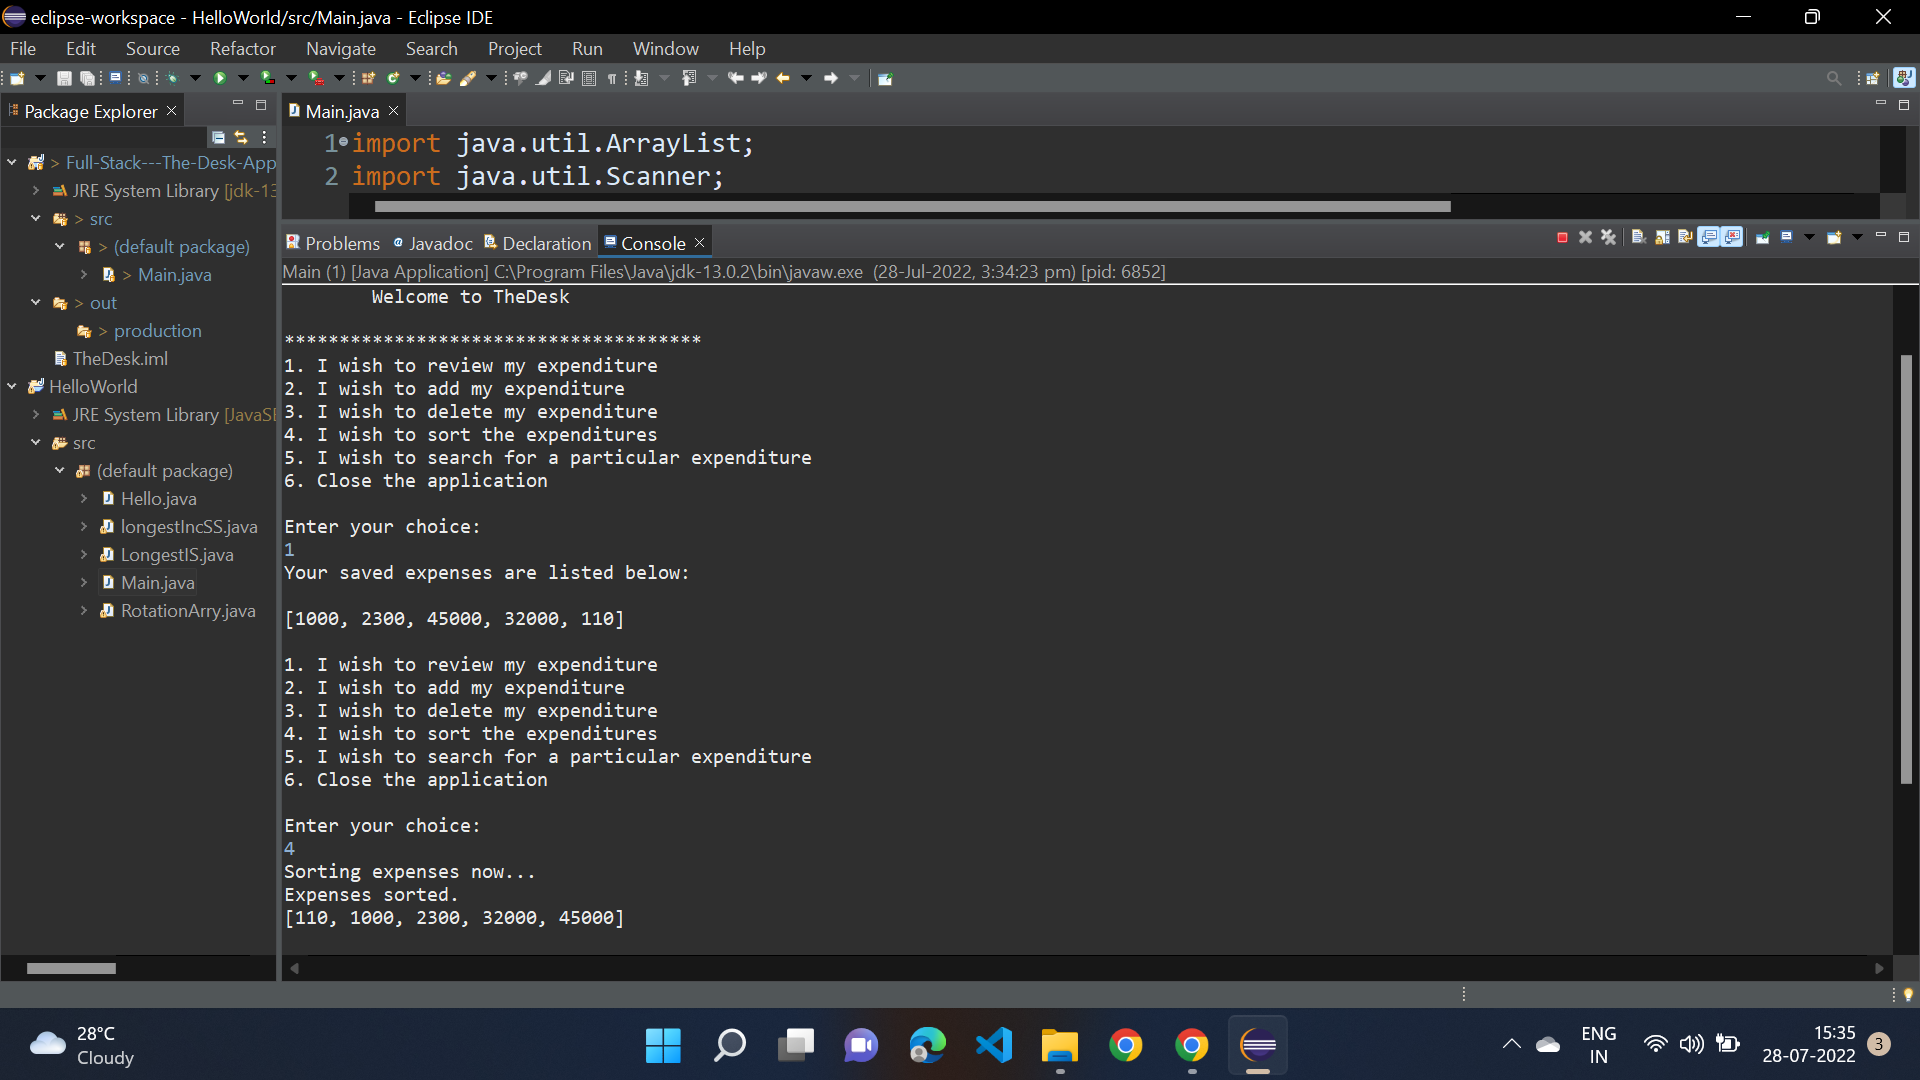 eclipse-workspace - HelloWorld/src/Main.java - Eclipse IDE
File Edit Source Refactor Navigate Search Project Run Window Help
Package Explorer
> Full-Stack---The-Desk-App
JRE System Library [jdk-13
> src
> (default package)
> Main.java
> out
> production
TheDesk.iml
HelloWorld
JRE System Library [JavaSE
src
(default package)
Hello.java
longestIncSS.java
LongestIS.java
Main.java
RotationArry.java
Main.java
1 import java.util.ArrayList;
2 import java.util.Scanner;
Problems Javadoc Declaration Console
Main (1) [Java Application] C:\Program Files\Java\jdk-13.0.2\bin\javaw.exe (28-Jul-2022, 3:34:23 pm) [pid: 6852]
Welcome to TheDesk
**************************************
1. I wish to review my expenditure
2. I wish to add my expenditure
3. I wish to delete my expenditure
4. I wish to sort the expenditures
5. I wish to search for a particular expenditure
6. Close the application
Enter your choice:
1
Your saved expenses are listed below:
[1000, 2300, 45000, 32000, 110]
1. I wish to review my expenditure
2. I wish to add my expenditure
3. I wish to delete my expenditure
4. I wish to sort the expenditures
5. I wish to search for a particular expenditure
6. Close the application
Enter your choice:
4
Sorting expenses now...
Expenses sorted.
[110, 1000, 2300, 32000, 45000]
28°C
Cloudy
ENG
IN
15:35
28-07-2022
3